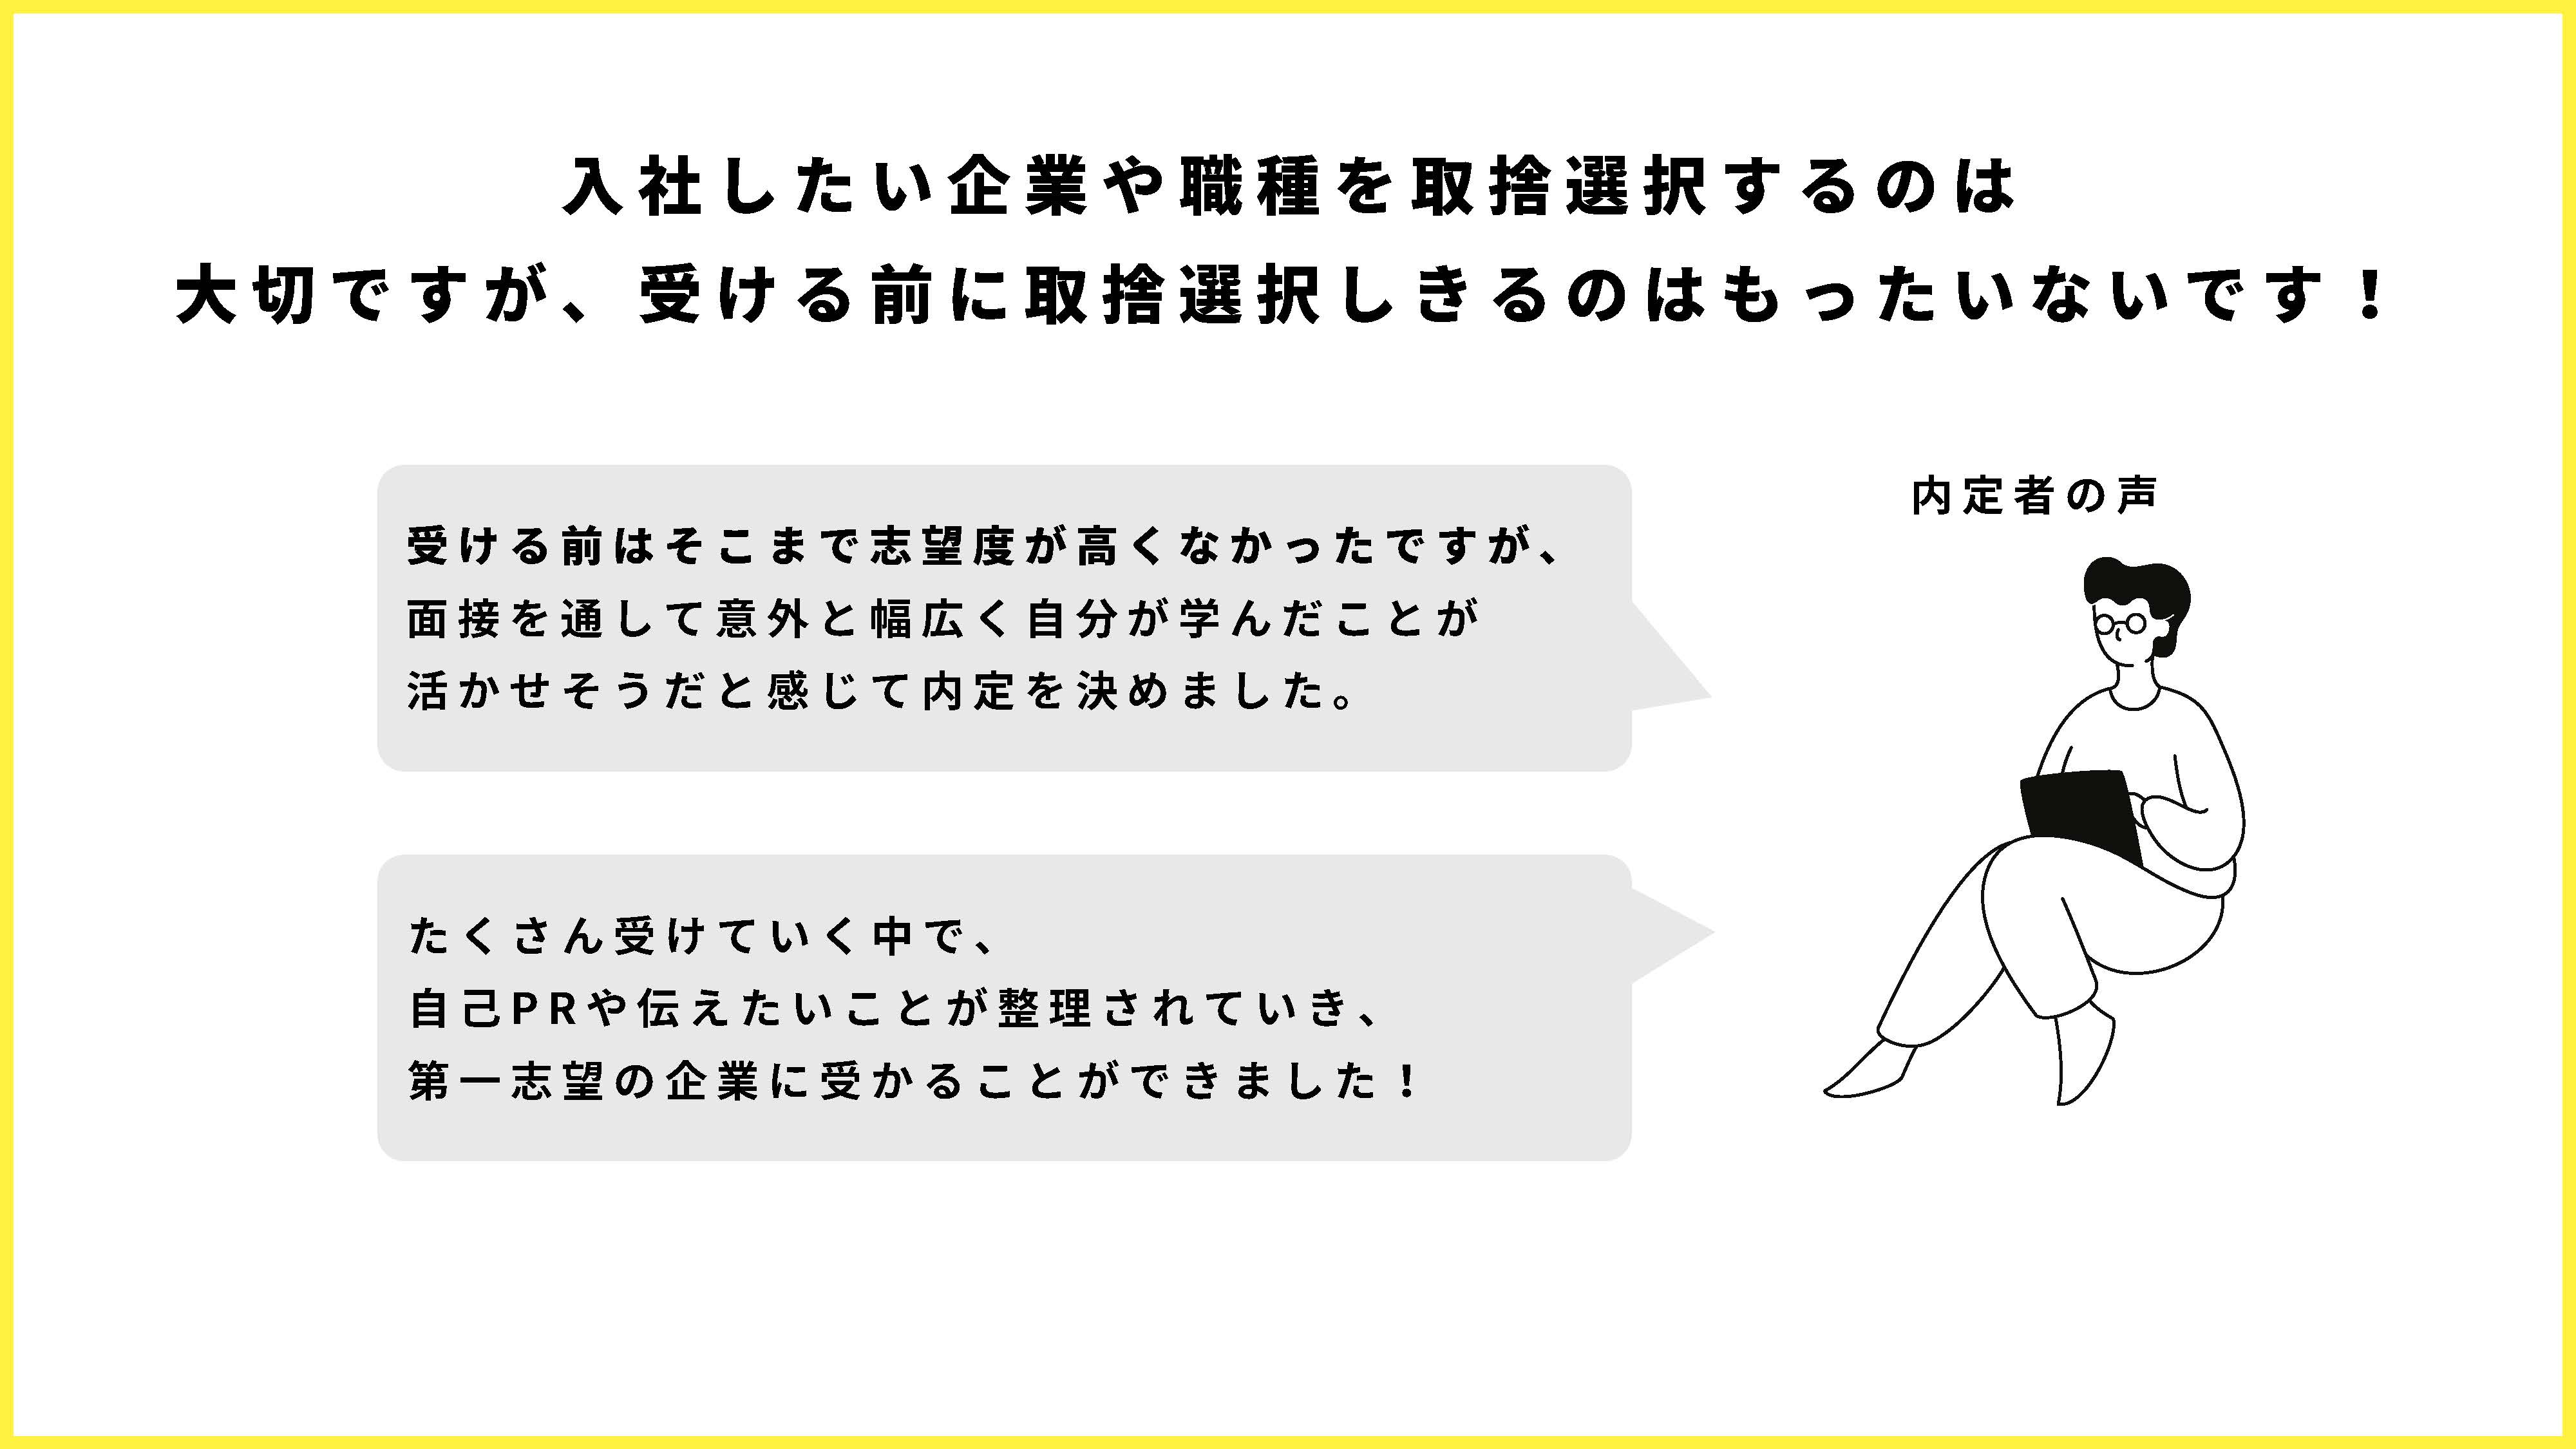 入社したい企業や職種を取捨選択するのは
大切ですが、受ける前に取捨選択しきるのはもったいないです！
内定者の声
受ける前はそこまで志望度が高くなかったですが、
面接を通して意外と幅広く自分が学んだことが
活かせそうだと感じて内定を決めました。
たくさん受けていく中で、
自己PRや伝えたいことが整理されていき、
第一志望の企業に受かることができました！